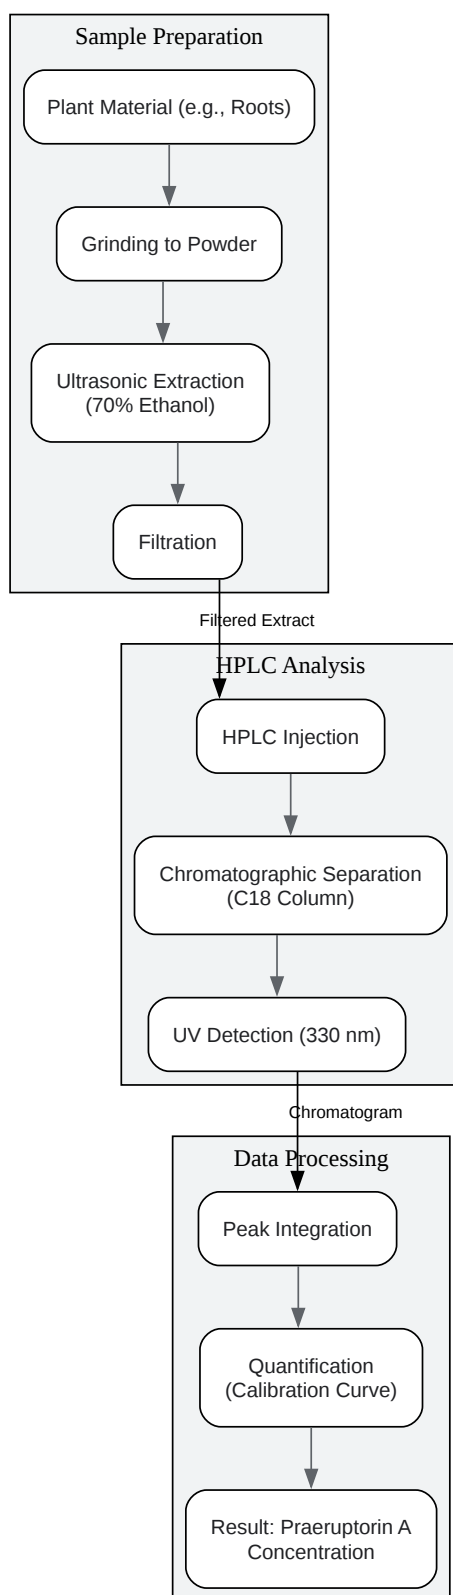 Sample Preparation
Plant Material (e.g., Roots)
Grinding to Powder
Ultrasonic Extraction
(70% Ethanol)
Filtration
Filtered Extract
HPLC Analysis
HPLC Injection
Chromatographic Separation
(C18 Column)
UV Detection (330 nm)
Chromatogram
Data Processing
Peak Integration
Quantification
(Calibration Curve)
Result: Praeruptorin A
Concentration